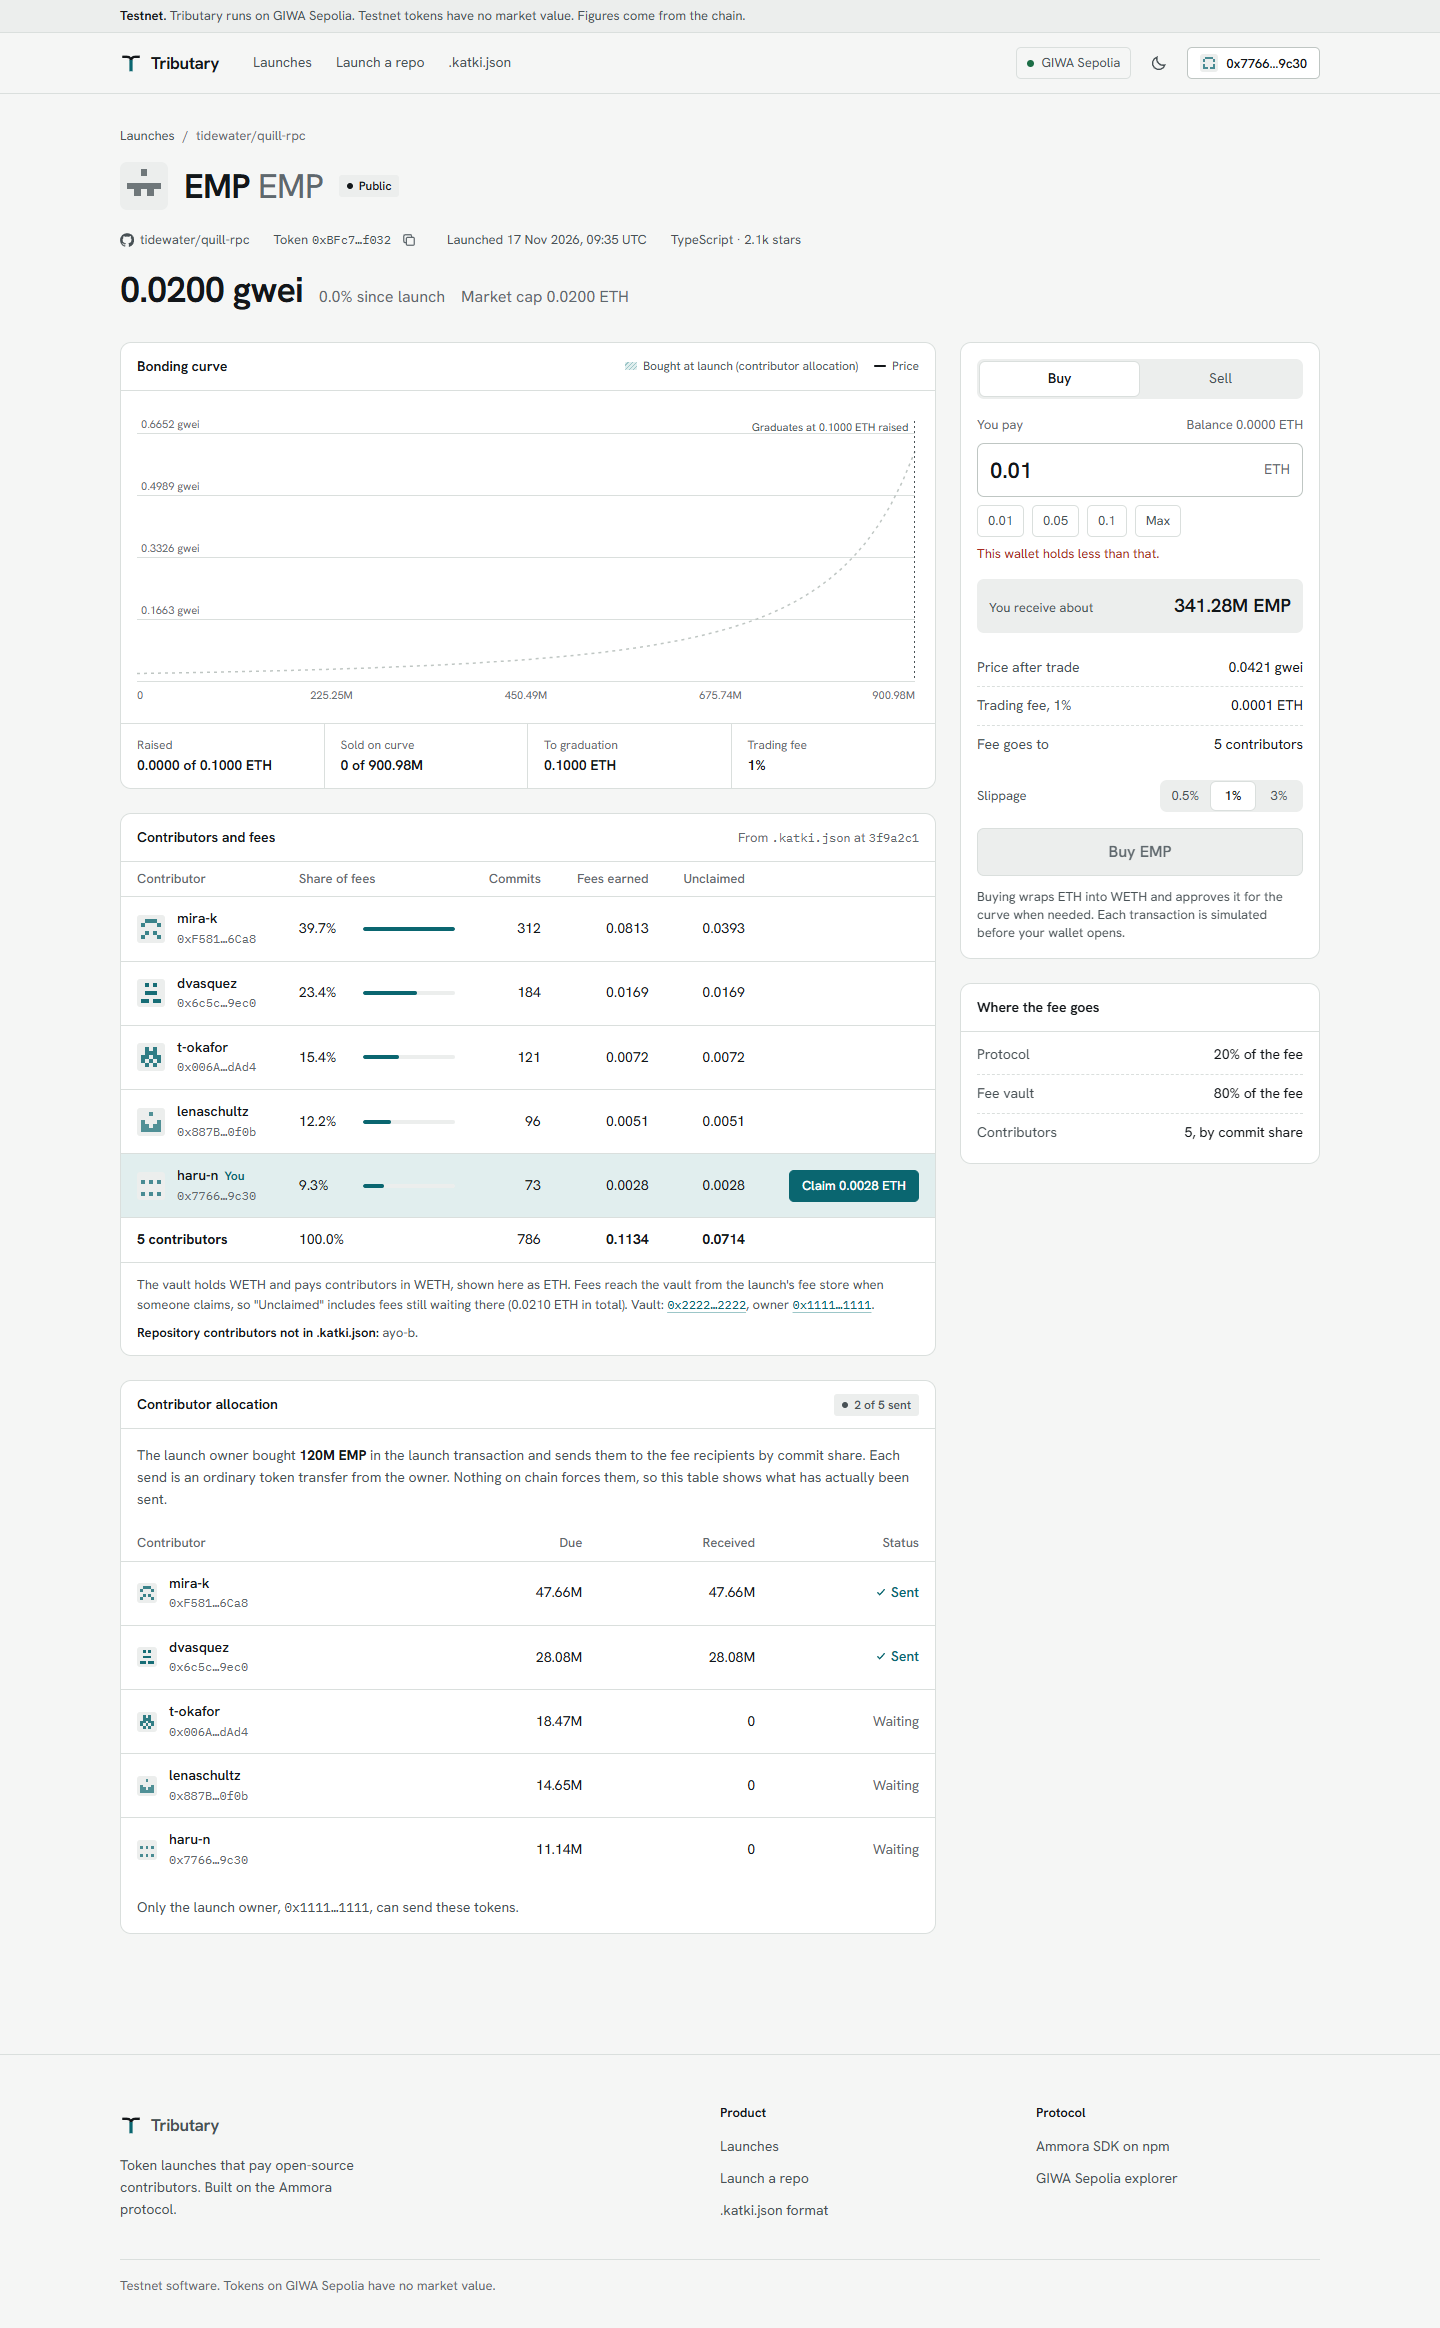 Testnet. Tributary runs on GIWA Sepolia. Testnet tokens have no market value. Figures come from the chain.
Tributary
Launches
Launch a repo
.katki.json
GIWA Sepolia
0x7766…9c30
Launches / tidewater/quill-rpc
EMP EMP
Public
tidewater/quill-rpc
Token 0xBFc7…f032
Launched 17 Nov 2026, 09:35 UTC
TypeScript · 2.1k stars
0.0200 gwei
0.0% since launch
Market cap 0.0200 ETH
Bonding curve
Bought at launch (contributor allocation)
Price
0.6652 gwei
Graduates at 0.1000 ETH raised
0.4989 gwei
0.3326 gwei
0.1663 gwei
0
225.25M
450.49M
675.74M
900.98M
Raised
0.0000 of 0.1000 ETH
Sold on curve
0 of 900.98M
To graduation
0.1000 ETH
Trading fee
1%
Buy
Sell
You pay
Balance 0.0000 ETH
0.01
ETH
0.01
0.05
0.1
Max
This wallet holds less than that.
You receive about
341.28M EMP
Price after trade
0.0421 gwei
Trading fee, 1%
0.0001 ETH
Fee goes to
5 contributors
Slippage
0.5%
1%
3%
Buy EMP
Buying wraps ETH into WETH and approves it for the
curve when needed. Each transaction is simulated
before your wallet opens.
Where the fee goes
Protocol
20% of the fee
Fee vault
80% of the fee
Contributors
5, by commit share
Contributors and fees
From .katki.json at 3f9a2c1
Contributor
Share of fees
Commits
Fees earned
Unclaimed
mira-k
0xF581…6Ca8
39.7%
312
0.0813
0.0393
dvasquez
0x6c5c…9ec0
23.4%
184
0.0169
0.0169
t-okafor
0x006A…dAd4
15.4%
121
0.0072
0.0072
lenaschultz
0x887B…0f0b
12.2%
96
0.0051
0.0051
haru-n You
0x7766…9c30
9.3%
73
0.0028
0.0028
Claim 0.0028 ETH
5 contributors
100.0%
786
0.1134
0.0714
The vault holds WETH and pays contributors in WETH, shown here as ETH. Fees reach the vault from the launch's fee store when
someone claims, so "Unclaimed" includes fees still waiting there (0.0210 ETH in total). Vault: 0x2222…2222, owner 0x1111…1111.
Repository contributors not in .katki.json: ayo-b.
Contributor allocation
2 of 5 sent
The launch owner bought 120M EMP in the launch transaction and sends them to the fee recipients by commit share. Each
send is an ordinary token transfer from the owner. Nothing on chain forces them, so this table shows what has actually been
sent.
Contributor
Due
Received
Status
mira-k
0xF581…6Ca8
47.66M
47.66M
Sent
dvasquez
0x6c5c…9ec0
28.08M
28.08M
Sent
t-okafor
0x006A…dAd4
18.47M
0
Waiting
lenaschultz
0x887B…0f0b
14.65M
0
Waiting
haru-n
0x7766…9c30
11.14M
0
Waiting
Only the launch owner, 0x1111…1111, can send these tokens.
Tributary
Token launches that pay open-source
contributors. Built on the Ammora
protocol.
Product
Launches
Launch a repo
.katki.json format
Protocol
Ammora SDK on npm
GIWA Sepolia explorer
Testnet software. Tokens on GIWA Sepolia have no market value.